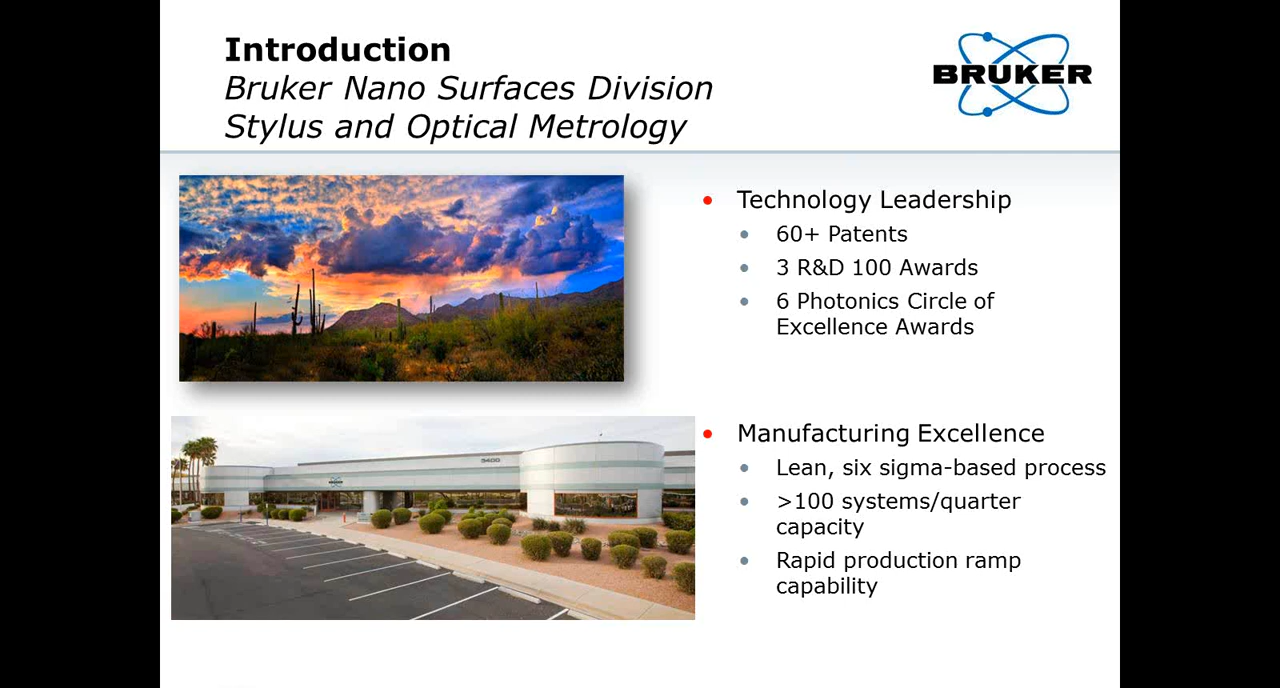 Introduction
Bruker Nano Surfaces Division
Stylus and Optical Metrology
BRUKER
Technology Leadership
60+ Patents
3 R&D 100 Awards
6 Photonics Circle of
Excellence Awards
Manufacturing Excellence
Lean, six sigma-based process
>100 systems/quarter
capacity
Rapid production ramp
capability